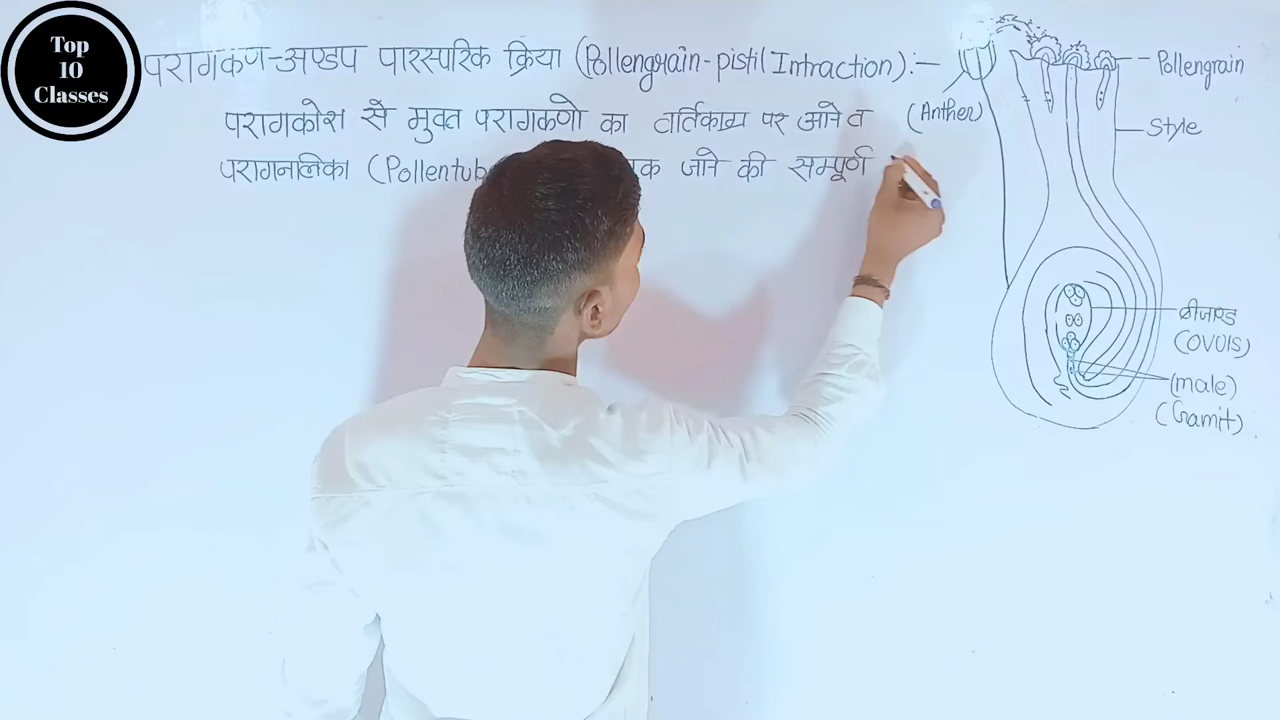 Top
10
Classes
परागकण-अण्डप पारस्परिक क्रिया (Pollengrain-pistil Intraction):-
परागकोश से मुक्त परागकणो का वर्तिकाग्र पर आने व
परागनलिका (Pollentub तक जाने की सम्पूर्ण
(Anther)
Pollengrain
Style
बीजाण्ड
(OVUIS)
(male)
(Gamit)